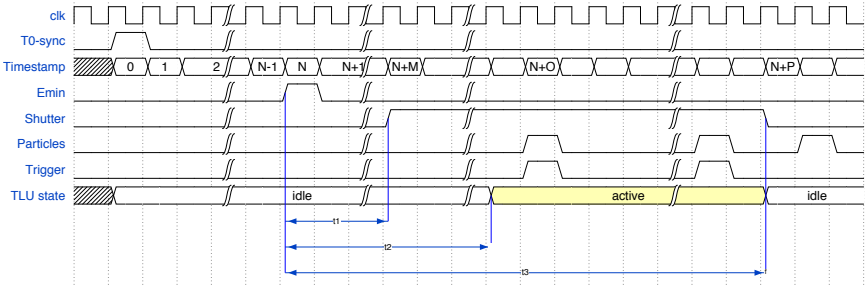 clk
T0-sync
Timestamp 0 1 2 N-1 N N+1 N+M N+O N+P
Emin
Shutter
Particles
Trigger
TLU state idle active idle
t1
t2
t3